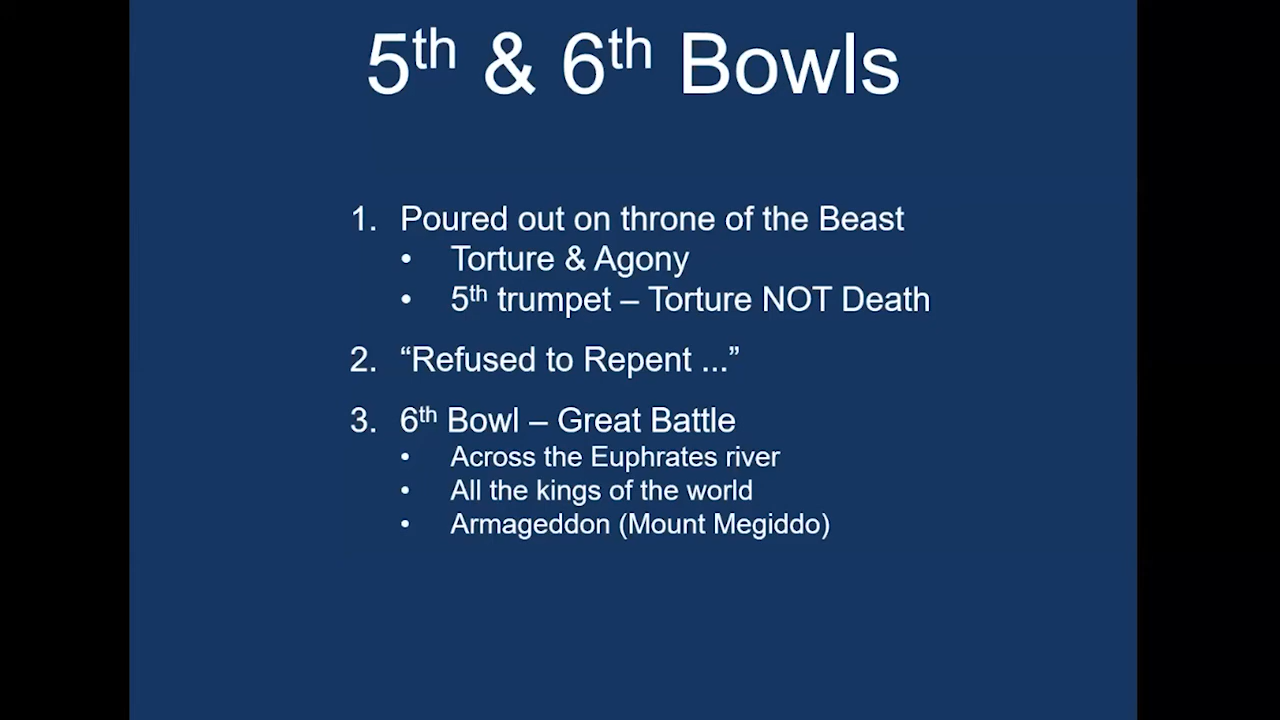 5th & 6th Bowls
1. Poured out on throne of the Beast
• Torture & Agony
• 5th trumpet – Torture NOT Death
2. “Refused to Repent ...”
3. 6th Bowl – Great Battle
• Across the Euphrates river
• All the kings of the world
• Armageddon (Mount Megiddo)